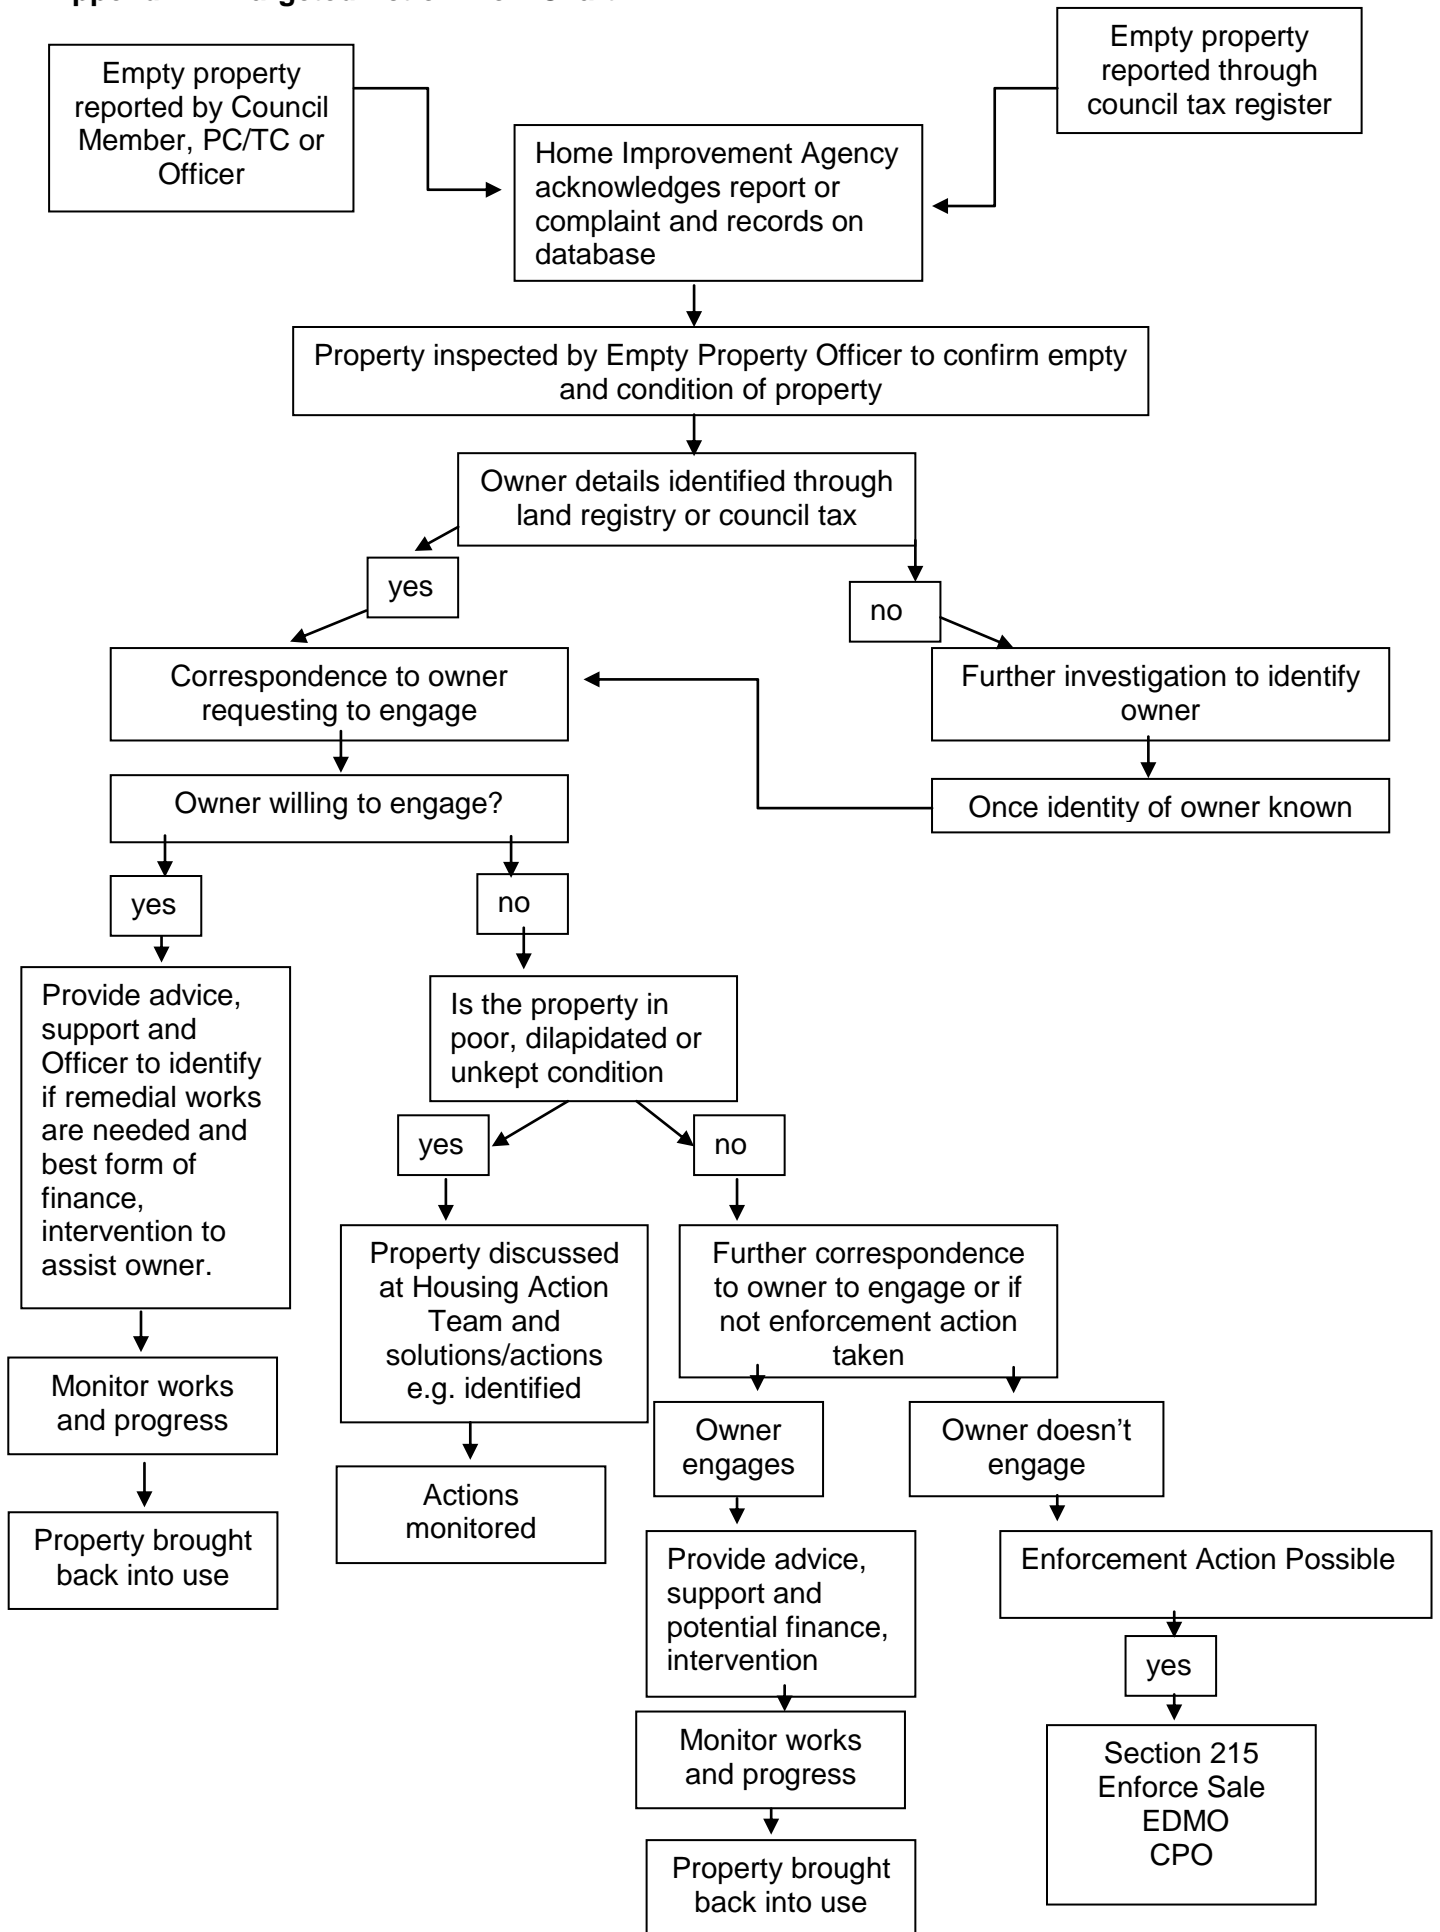 Empty property
reported by Council
Member, PC/TC or
Officer
Empty property
reported through
council tax register
Home Improvement Agency
acknowledges report or
complaint and records on
database
Property inspected by Empty Property Officer to confirm empty
and condition of property
Owner details identified through
land registry or council tax
yes
no
Correspondence to owner
requesting to engage
Further investigation to identify
owner
Owner willing to engage?
Once identity of owner known
yes
no
Provide advice,
support and
Officer to identify
if remedial works
are needed and
best form of
finance,
intervention to
assist owner.
Is the property in
poor, dilapidated or
unkept condition
yes
no
Property discussed
at Housing Action
Team and
solutions/actions
e.g. identified
Further correspondence
to owner to engage or if
not enforcement action
taken
Monitor works
and progress
Owner
engages
Owner doesn't
engage
Actions
monitored
Property brought
back into use
Provide advice,
support and
potential finance,
intervention
Enforcement Action Possible
yes
Monitor works
and progress
Section 215
Enforce Sale
EDMO
CPO
Property brought
back into use